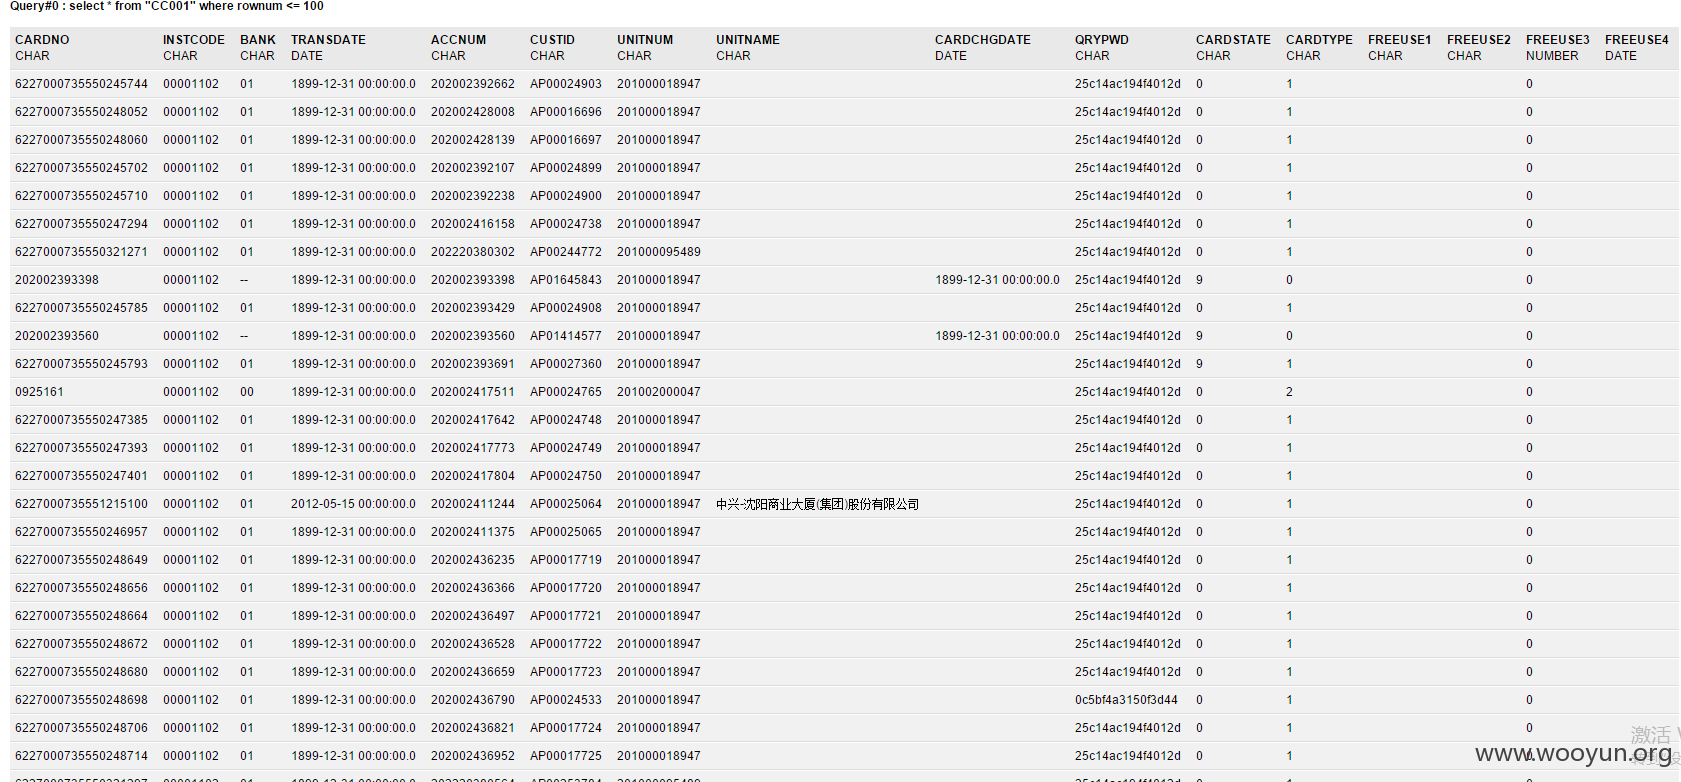 Query#0 : select * from "CC001" where rownum <= 100
CARDNO INSTCODE BANK TRANSDATE ACCNUM CUSTID UNITNUM UNITNAME CARDCHGDATE QRYPWD CARDSTATE CARDTYPE FREEUSE1 FREEUSE2 FREEUSE3 FREEUSE4
CHAR CHAR CHAR DATE CHAR CHAR CHAR CHAR DATE CHAR CHAR CHAR CHAR CHAR NUMBER DATE
6227000735550245744 00001102 01 1899-12-31 00:00:00.0 202002392662 AP00024903 201000018947 25c14ac194f4012d 0 1 0
6227000735550248052 00001102 01 1899-12-31 00:00:00.0 202002428008 AP00016696 201000018947 25c14ac194f4012d 0 1 0
6227000735550248060 00001102 01 1899-12-31 00:00:00.0 202002428139 AP00016697 201000018947 25c14ac194f4012d 0 1 0
6227000735550245702 00001102 01 1899-12-31 00:00:00.0 202002392107 AP00024899 201000018947 25c14ac194f4012d 0 1 0
6227000735550245710 00001102 01 1899-12-31 00:00:00.0 202002392238 AP00024900 201000018947 25c14ac194f4012d 0 1 0
6227000735550247294 00001102 01 1899-12-31 00:00:00.0 202002416158 AP00024738 201000018947 25c14ac194f4012d 0 1 0
6227000735550321271 00001102 01 1899-12-31 00:00:00.0 202220380302 AP00244772 201000095489 25c14ac194f4012d 0 1 0
202002393398 00001102 -- 1899-12-31 00:00:00.0 202002393398 AP01645843 201000018947 1899-12-31 00:00:00.0 25c14ac194f4012d 9 0 0
6227000735550245785 00001102 01 1899-12-31 00:00:00.0 202002393429 AP00024908 201000018947 25c14ac194f4012d 0 1 0
202002393560 00001102 -- 1899-12-31 00:00:00.0 202002393560 AP01414577 201000018947 1899-12-31 00:00:00.0 25c14ac194f4012d 9 0 0
6227000735550245793 00001102 01 1899-12-31 00:00:00.0 202002393691 AP00027360 201000018947 25c14ac194f4012d 9 1 0
0925161 00001102 00 1899-12-31 00:00:00.0 202002417511 AP00024765 201002000047 25c14ac194f4012d 0 2 0
6227000735550247385 00001102 01 1899-12-31 00:00:00.0 202002417642 AP00024748 201000018947 25c14ac194f4012d 0 1 0
6227000735550247393 00001102 01 1899-12-31 00:00:00.0 202002417773 AP00024749 201000018947 25c14ac194f4012d 0 1 0
6227000735550247401 00001102 01 1899-12-31 00:00:00.0 202002417804 AP00024750 201000018947 25c14ac194f4012d 0 1 0
6227000735551215100 00001102 01 2012-05-15 00:00:00.0 202002411244 AP00025064 201000018947 中兴-沈阳商业大厦(集团)股份有限公司 25c14ac194f4012d 0 1 0
6227000735550246957 00001102 01 1899-12-31 00:00:00.0 202002411375 AP00025065 201000018947 25c14ac194f4012d 0 1 0
6227000735550248649 00001102 01 1899-12-31 00:00:00.0 202002436235 AP00017719 201000018947 25c14ac194f4012d 0 1 0
6227000735550248656 00001102 01 1899-12-31 00:00:00.0 202002436366 AP00017720 201000018947 25c14ac194f4012d 0 1 0
6227000735550248664 00001102 01 1899-12-31 00:00:00.0 202002436497 AP00017721 201000018947 25c14ac194f4012d 0 1 0
6227000735550248672 00001102 01 1899-12-31 00:00:00.0 202002436528 AP00017722 201000018947 25c14ac194f4012d 0 1 0
6227000735550248680 00001102 01 1899-12-31 00:00:00.0 202002436659 AP00017723 201000018947 25c14ac194f4012d 0 1 0
6227000735550248698 00001102 01 1899-12-31 00:00:00.0 202002436790 AP00024533 201000018947 0c5bf4a3150f3d44 0 1 0
6227000735550248706 00001102 01 1899-12-31 00:00:00.0 202002436821 AP00017724 201000018947 25c14ac194f4012d 0 1 0
激活
6227000735550248714 00001102 01 1899-12-31 00:00:00.0 202002436952 AP00017725 201000018947 25c14ac194f4012d 0 1 0
www.wooyun.org